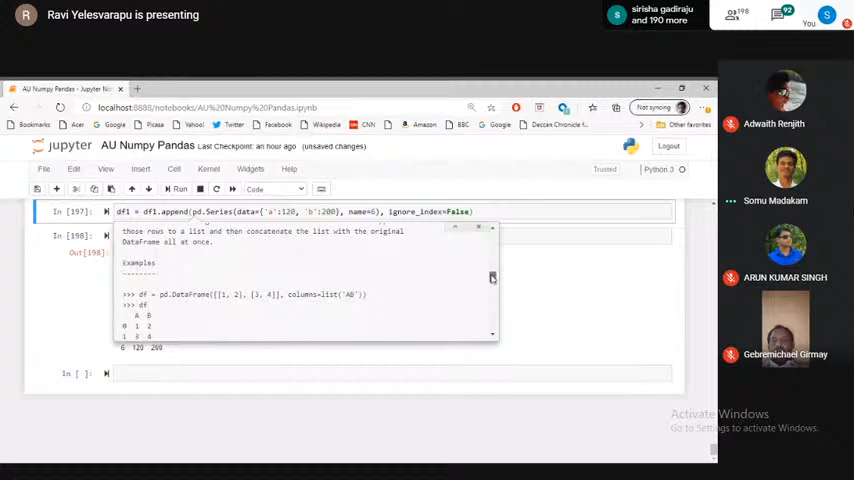 R Ravi Yelesvarapu is presenting
S sirisha gadiraju
and 190 more
198
92
You S
AU Numpy Pandas - Jupyter No
localhost:8888/notebooks/AU%20Numpy%20Pandas.ipynb
Not syncing
Bookmarks Acer Google Picasa Yahoo! Twitter Facebook Wikipedia CNN Amazon BBC Google Deccan Chronicle f... Other favorites
jupyter AU Numpy Pandas Last Checkpoint: an hour ago (unsaved changes) Logout
File Edit View Insert Cell Kernel Widgets Help Trusted Python 3
Run Code
In [197]: df1 = df1.append(pd.Series(data={'a':120, 'b':200}, name=6), ignore_index=False)
those rows to a list and then concatenate the list with the original
DataFrame all at once.
In [198]:
Out[198]:
Examples
--------
>>> df = pd.DataFrame([[1, 2], [3, 4]], columns=list('AB'))
>>> df
A B
0 1 2
1 3 4
6 120 200
In [ ]:
Adwaith Renjith
Somu Madakam
ARUN KUMAR SINGH
Gebremichael Girmay
Activate Windows
Go to Settings to activate Windows.